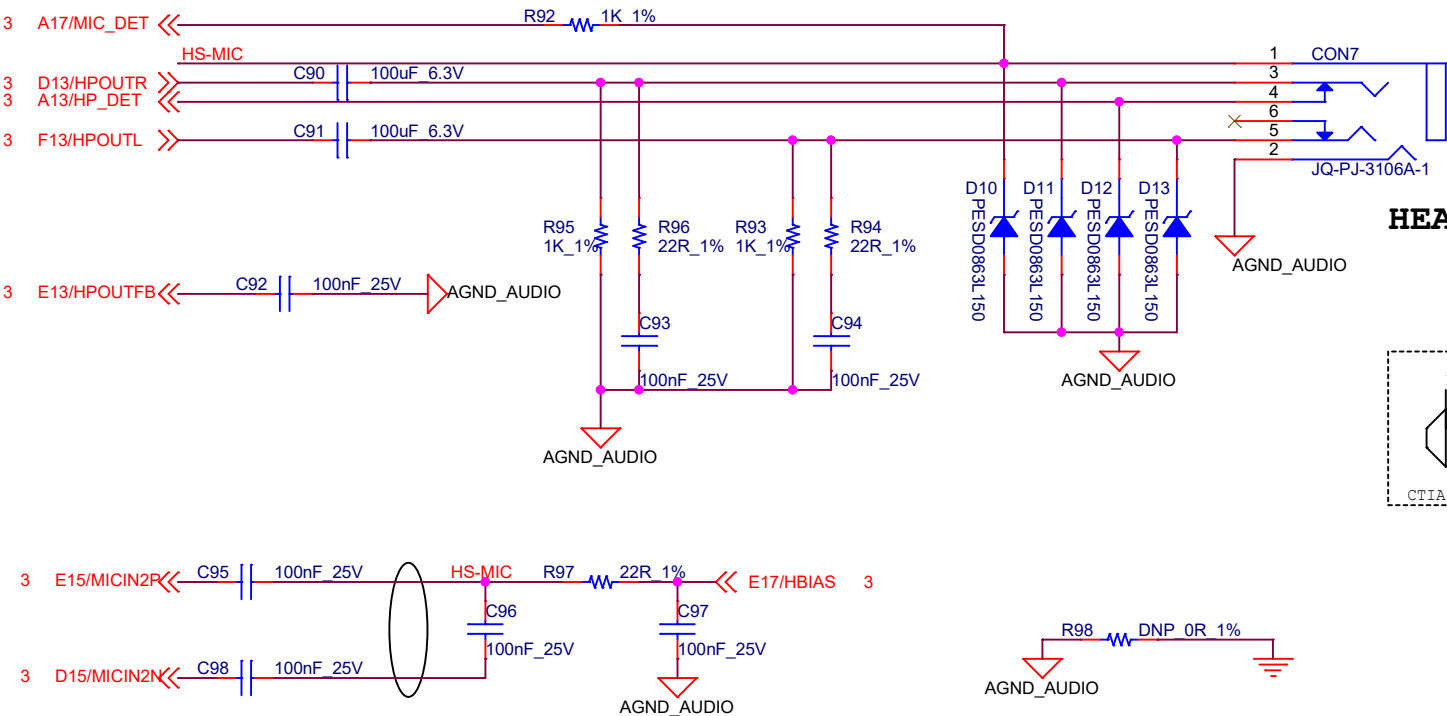 3 A17/MIC_DET R92 1K_1%
HS-MIC 1 CON7
3 D13/HPOUTR C90 100uF_6.3V 3
3 A13/HP_DET 4
6
3 F13/HPOUTL C91 100uF_6.3V 5
2
JQ-PJ-3106A-1
D10 D11 D12 D13
PESD0863L150 PESD0863L150 PESD0863L150 PESD0863L150
HEA
R95 R96 R93 R94
1K_1% 22R_1% 1K_1% 22R_1%
AGND_AUDIO
3 E13/HPOUTFB C92 100nF_25V AGND_AUDIO
C93 C94
100nF_25V 100nF_25V
AGND_AUDIO
AGND_AUDIO
CTIA
3 E15/MICIN2P C95 100nF_25V HS-MIC R97 22R_1% E17/HBIAS 3
C96 C97
100nF_25V 100nF_25V
R98 DNP_0R_1%
3 D15/MICIN2N C98 100nF_25V
AGND_AUDIO
AGND_AUDIO